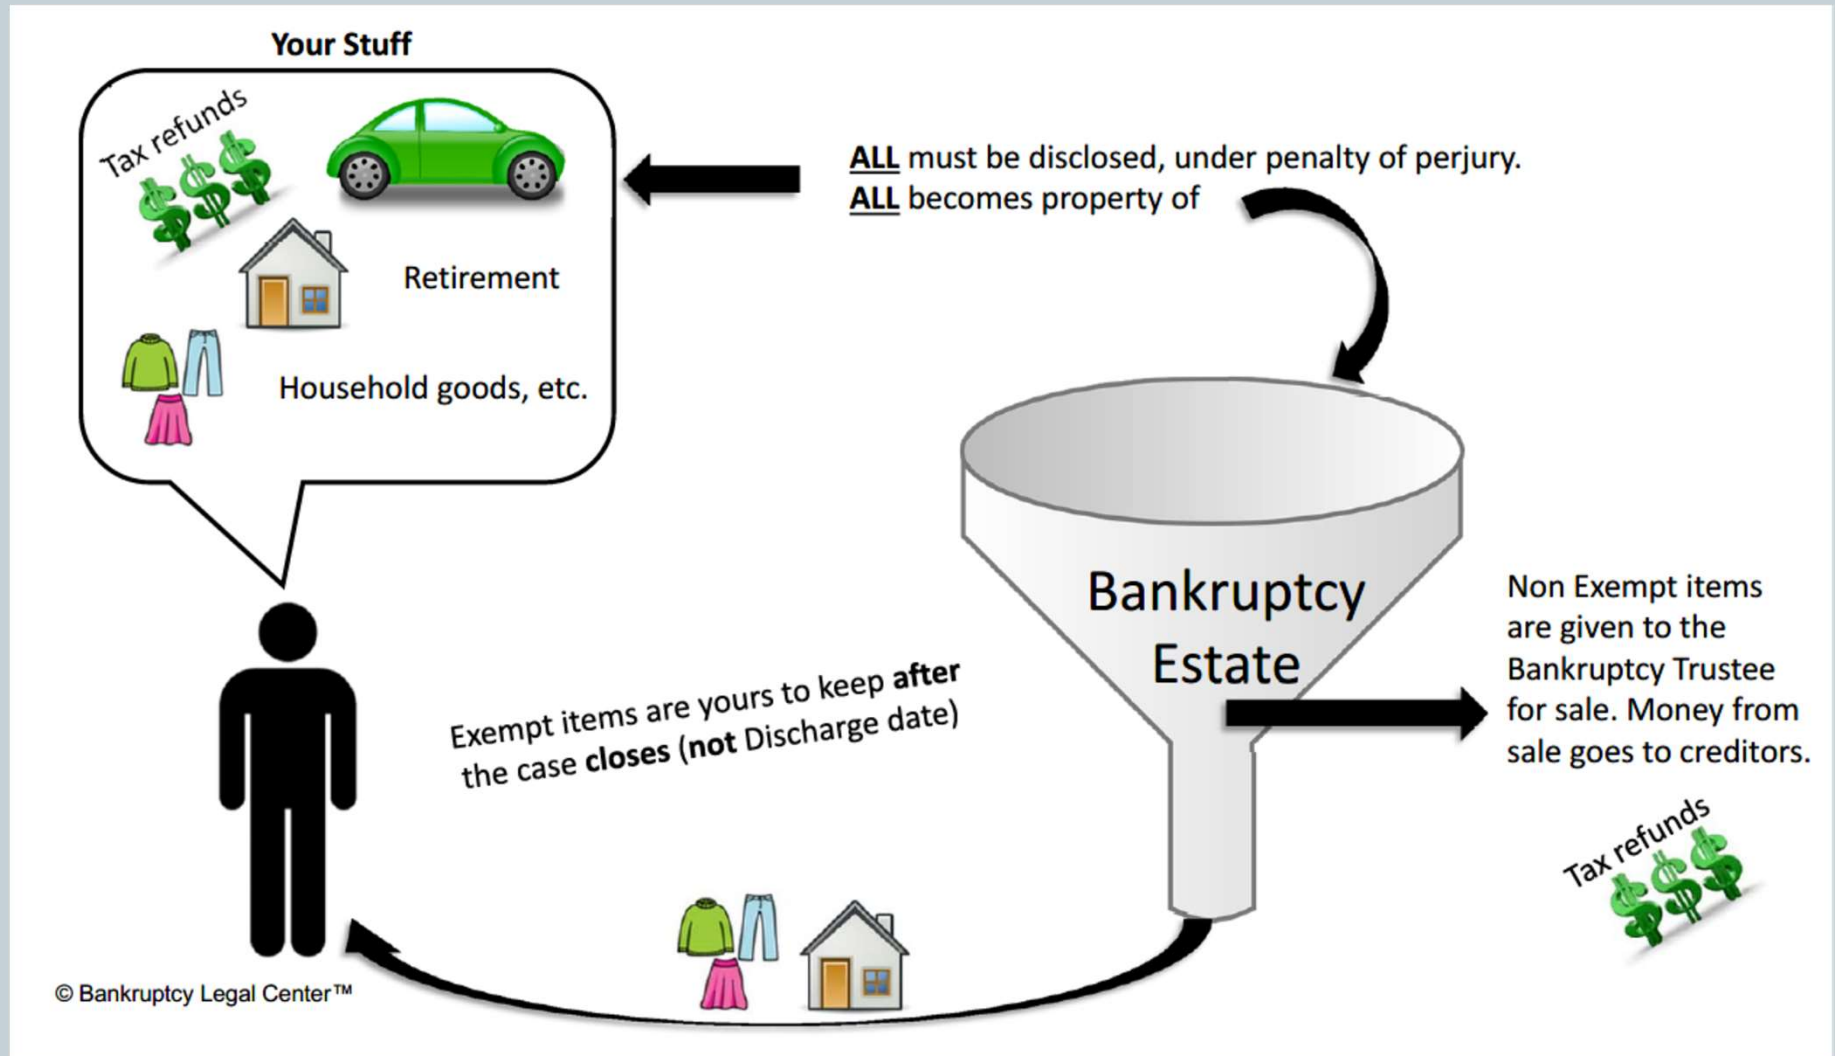 Your Stuff
Tax refunds
Retirement
Household goods, etc.
ALL must be disclosed, under penalty of perjury.
ALL becomes property of
Bankruptcy
Estate
Non Exempt items
are given to the
Bankruptcy Trustee
for sale. Money from
sale goes to creditors.
Tax refunds
Exempt items are yours to keep after
the case closes (not Discharge date)
© Bankruptcy Legal Center™